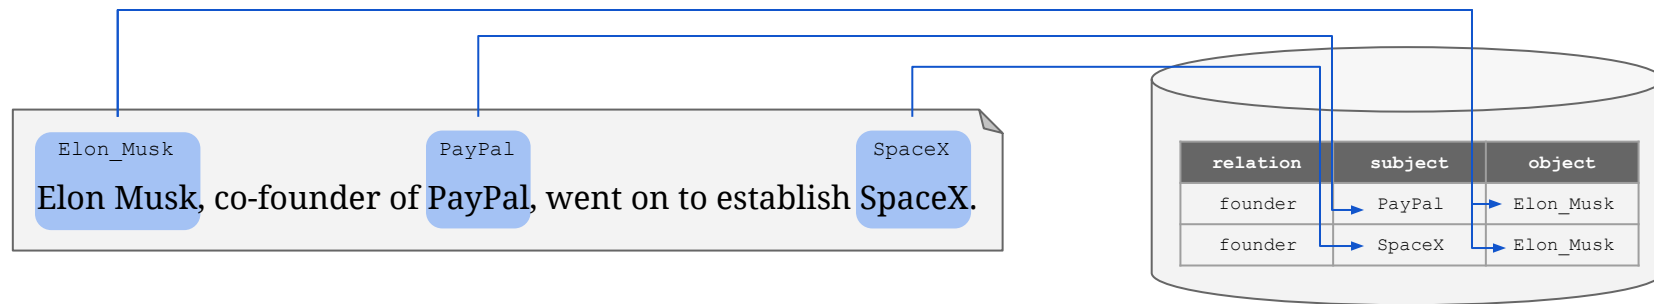 Elon_Musk PayPal SpaceX
Elon Musk, co-founder of PayPal, went on to establish SpaceX.
relation subject object
founder PayPal Elon_Musk
founder SpaceX Elon_Musk